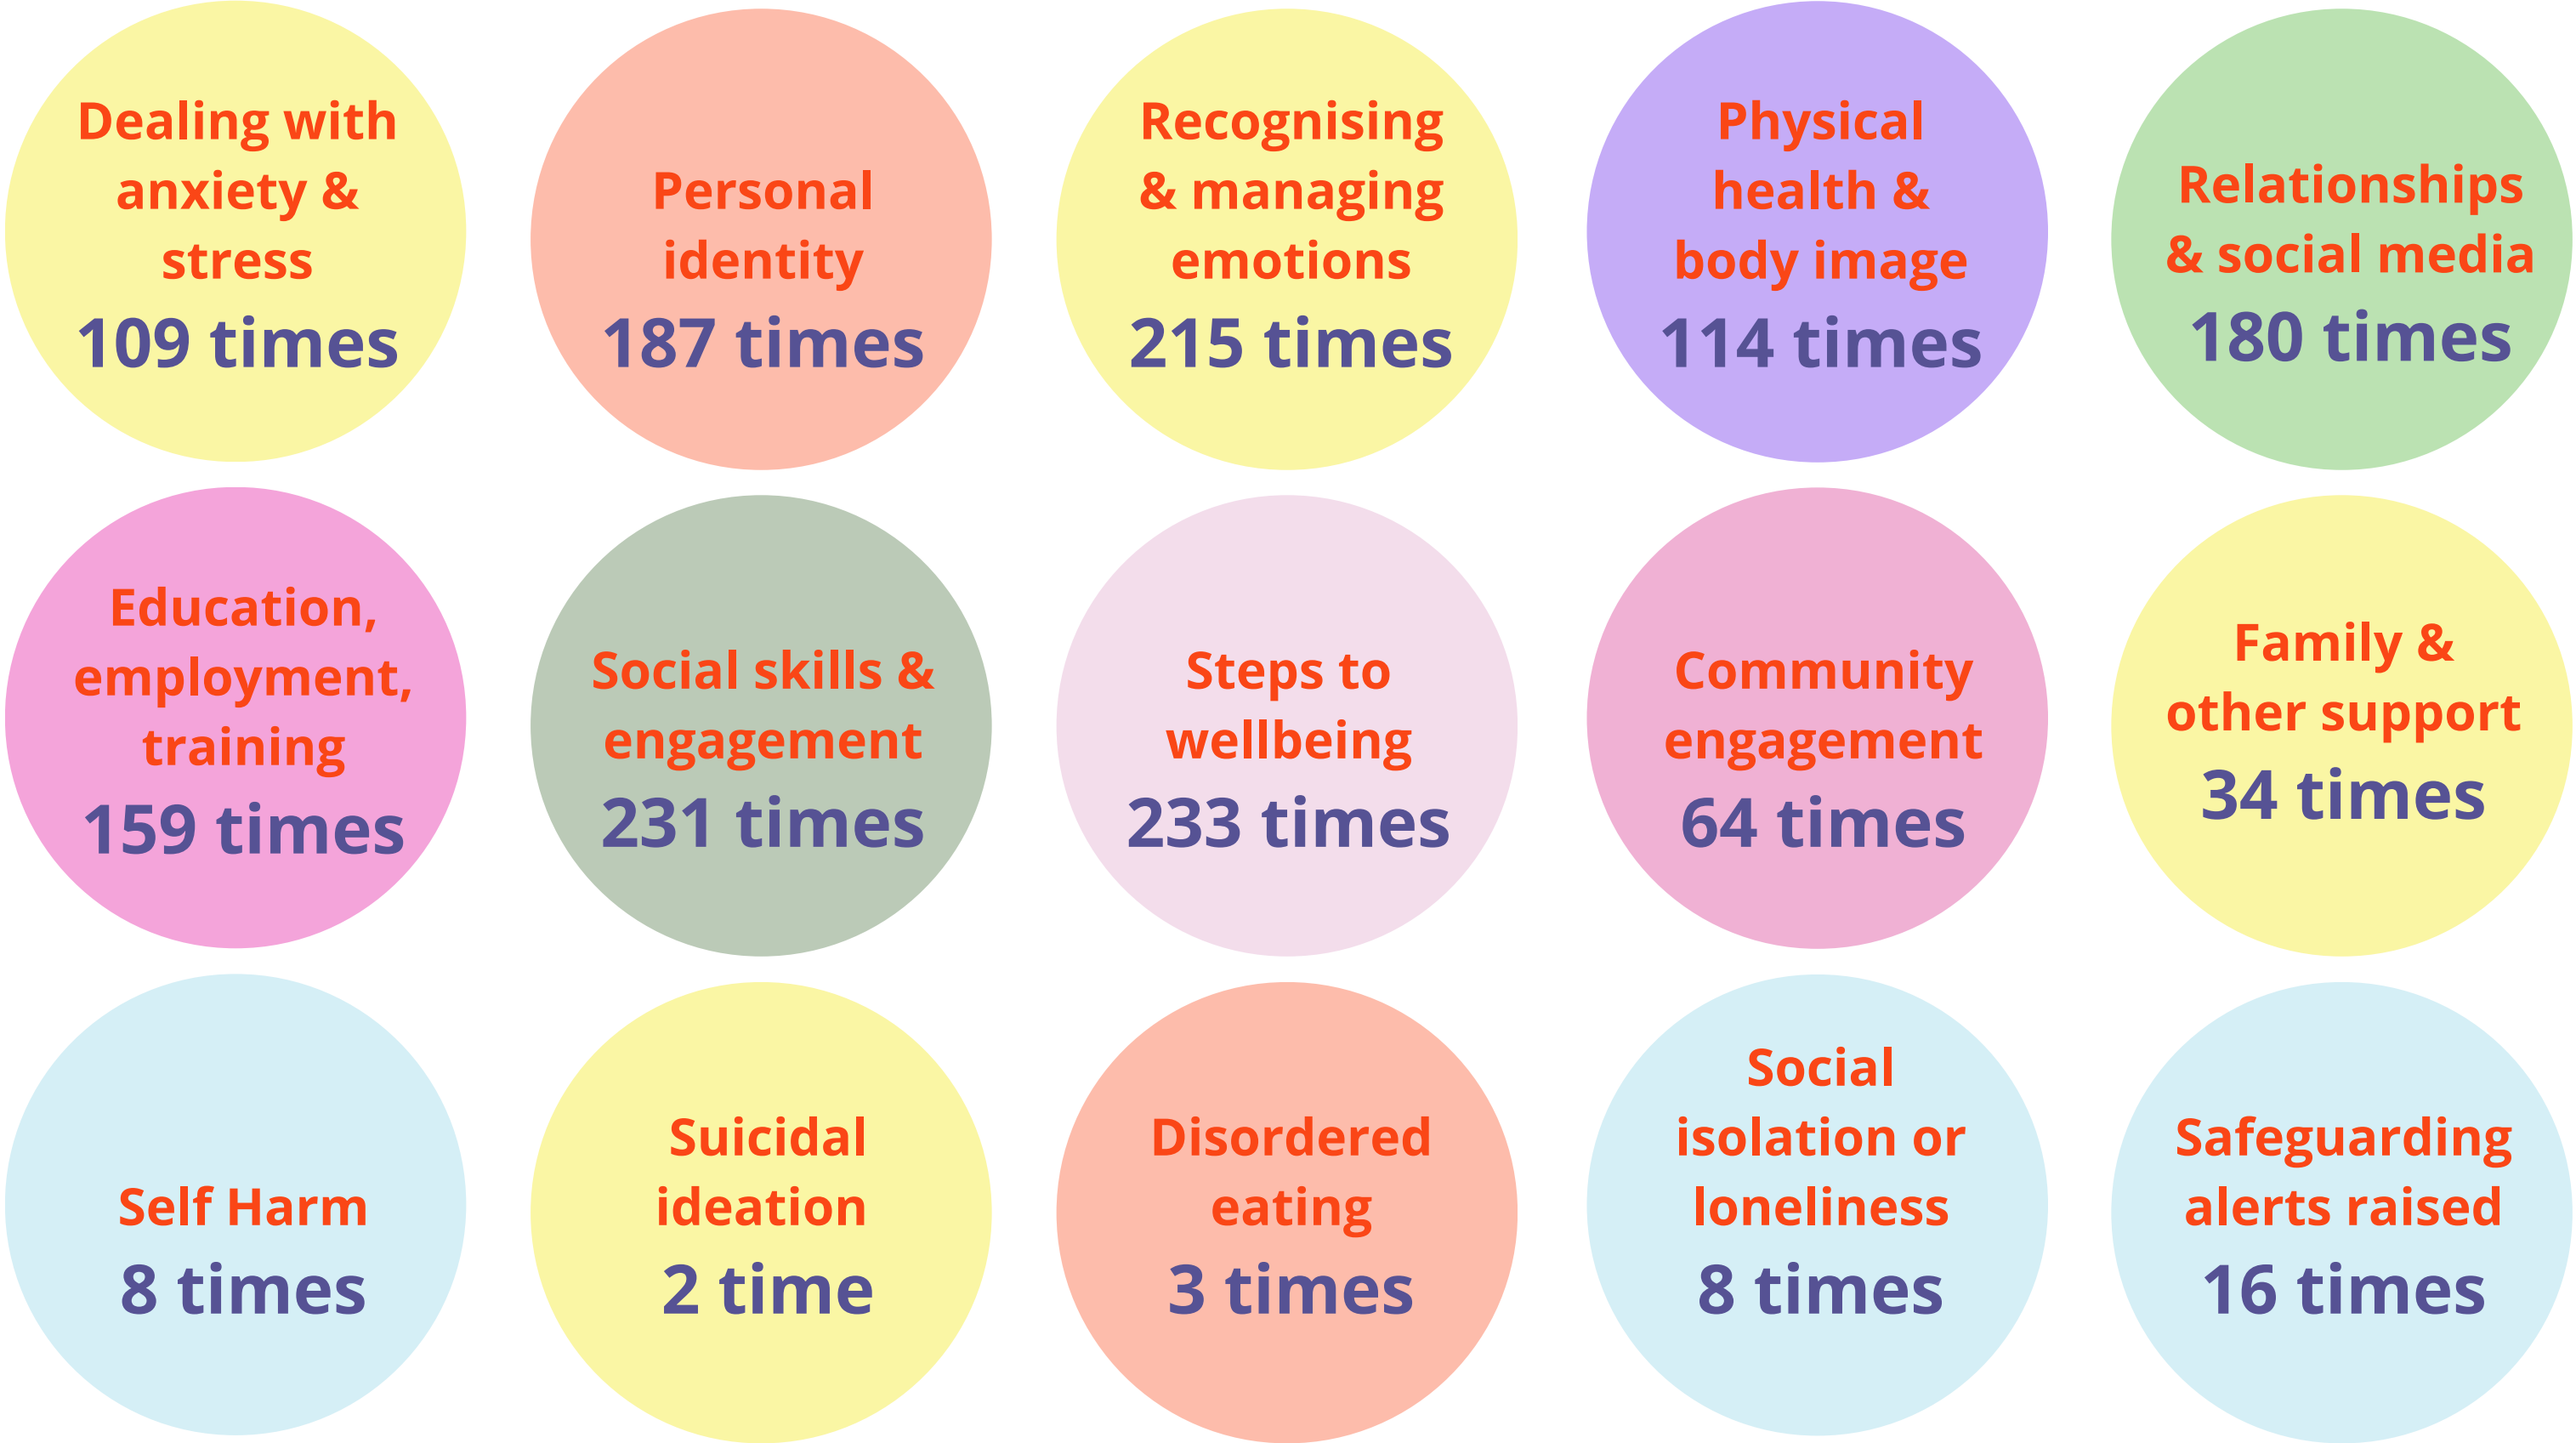 Dealing with
anxiety &
stress
109 times
Personal
identity
187 times
Recognising
& managing
emotions
215 times
Physical
health &
body image
114 times
Relationships
& social media
180 times
Education,
employment,
training
159 times
Social skills &
engagement
231 times
Steps to
wellbeing
233 times
Community
engagement
64 times
Family &
other support
34 times
Self Harm
8 times
Suicidal
ideation
2 time
Disordered
eating
3 times
Social
isolation or
loneliness
8 times
Safeguarding
alerts raised
16 times